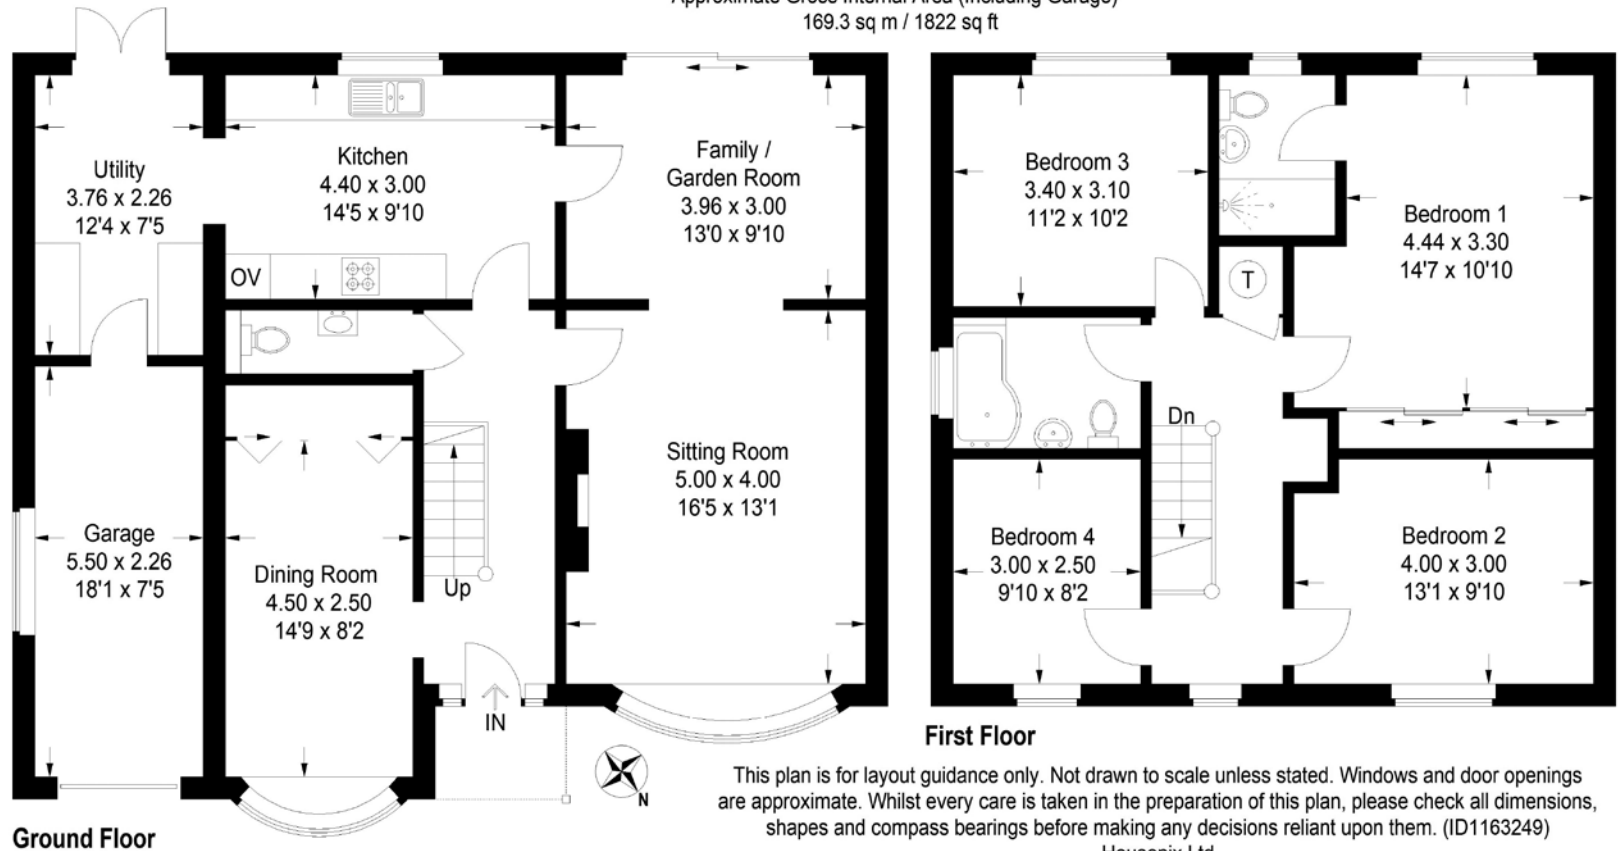 Approximate Gross Internal Area (Including Garage)
169.3 sq m / 1822 sq ft
Utility
3.76 x 2.26
12'4 x 7'5
Kitchen
4.40 x 3.00
14'5 x 9'10
OV
Family /
Garden Room
3.96 x 3.00
13'0 x 9'10
Garage
5.50 x 2.26
18'1 x 7'5
Dining Room
4.50 x 2.50
14'9 x 8'2
Up
Sitting Room
5.00 x 4.00
16'5 x 13'1
IN
N
Ground Floor
Bedroom 3
3.40 x 3.10
11'2 x 10'2
Bedroom 1
4.44 x 3.30
14'7 x 10'10
T
Dn
Bedroom 4
3.00 x 2.50
9'10 x 8'2
Bedroom 2
4.00 x 3.00
13'1 x 9'10
First Floor
This plan is for layout guidance only. Not drawn to scale unless stated. Windows and door openings
are approximate. Whilst every care is taken in the preparation of this plan, please check all dimensions,
shapes and compass bearings before making any decisions reliant upon them. (ID1163249)
Housepix Ltd